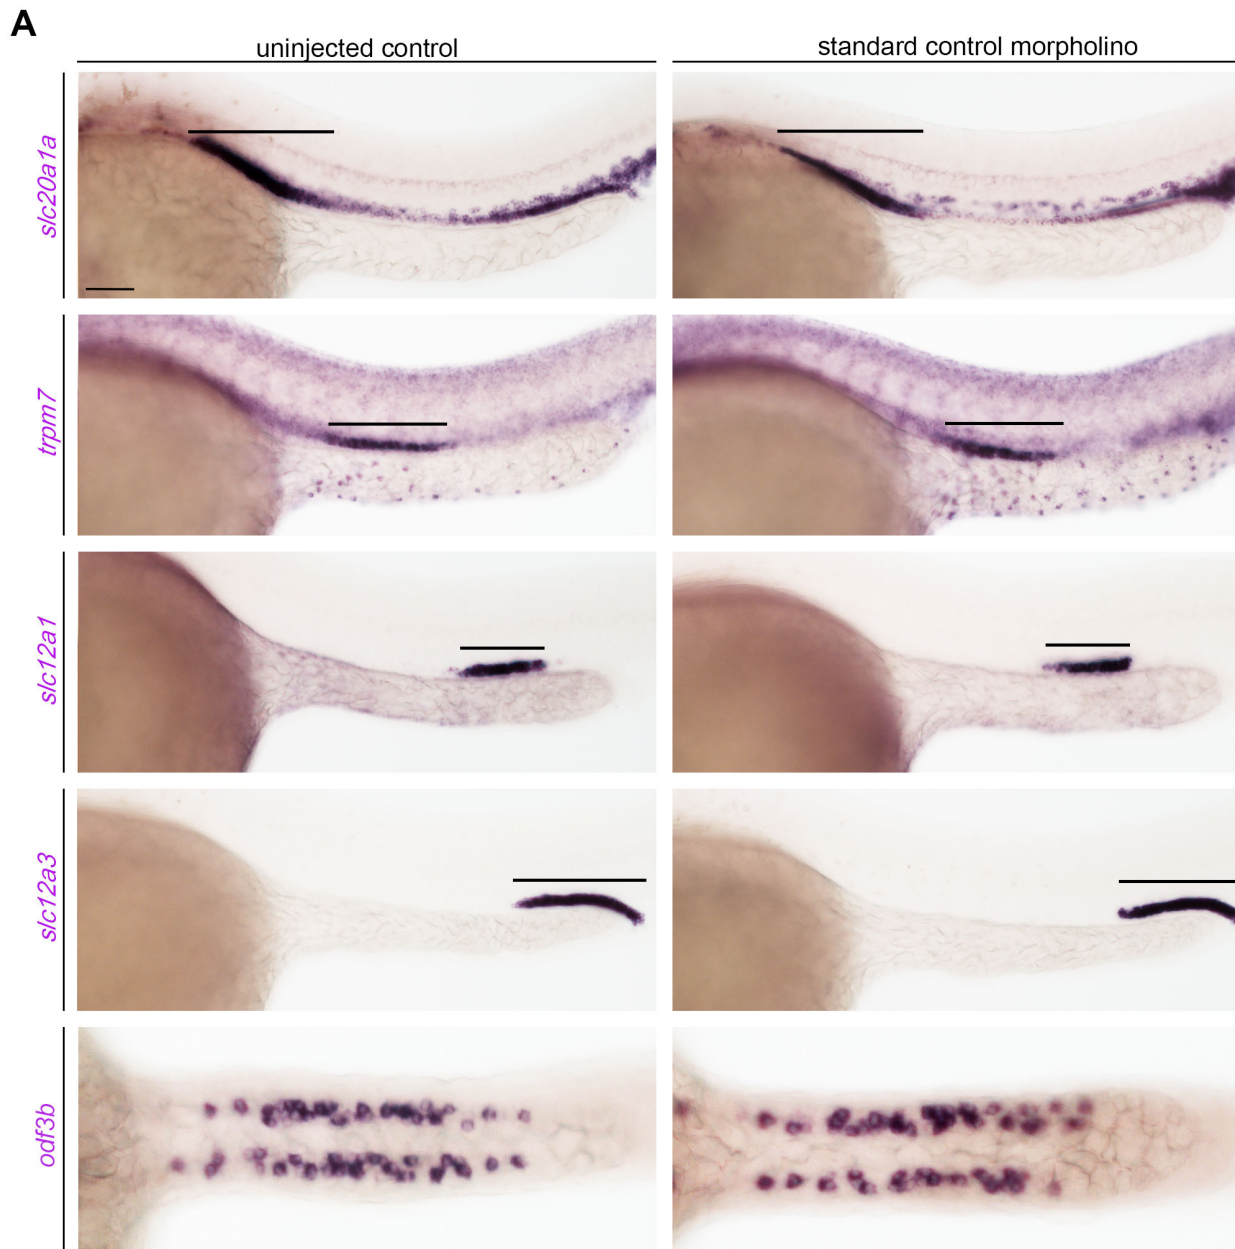 A
uninjected control
standard control morpholino
slc20a1a
trpm7
slc12a1
slc12a3
odf3b